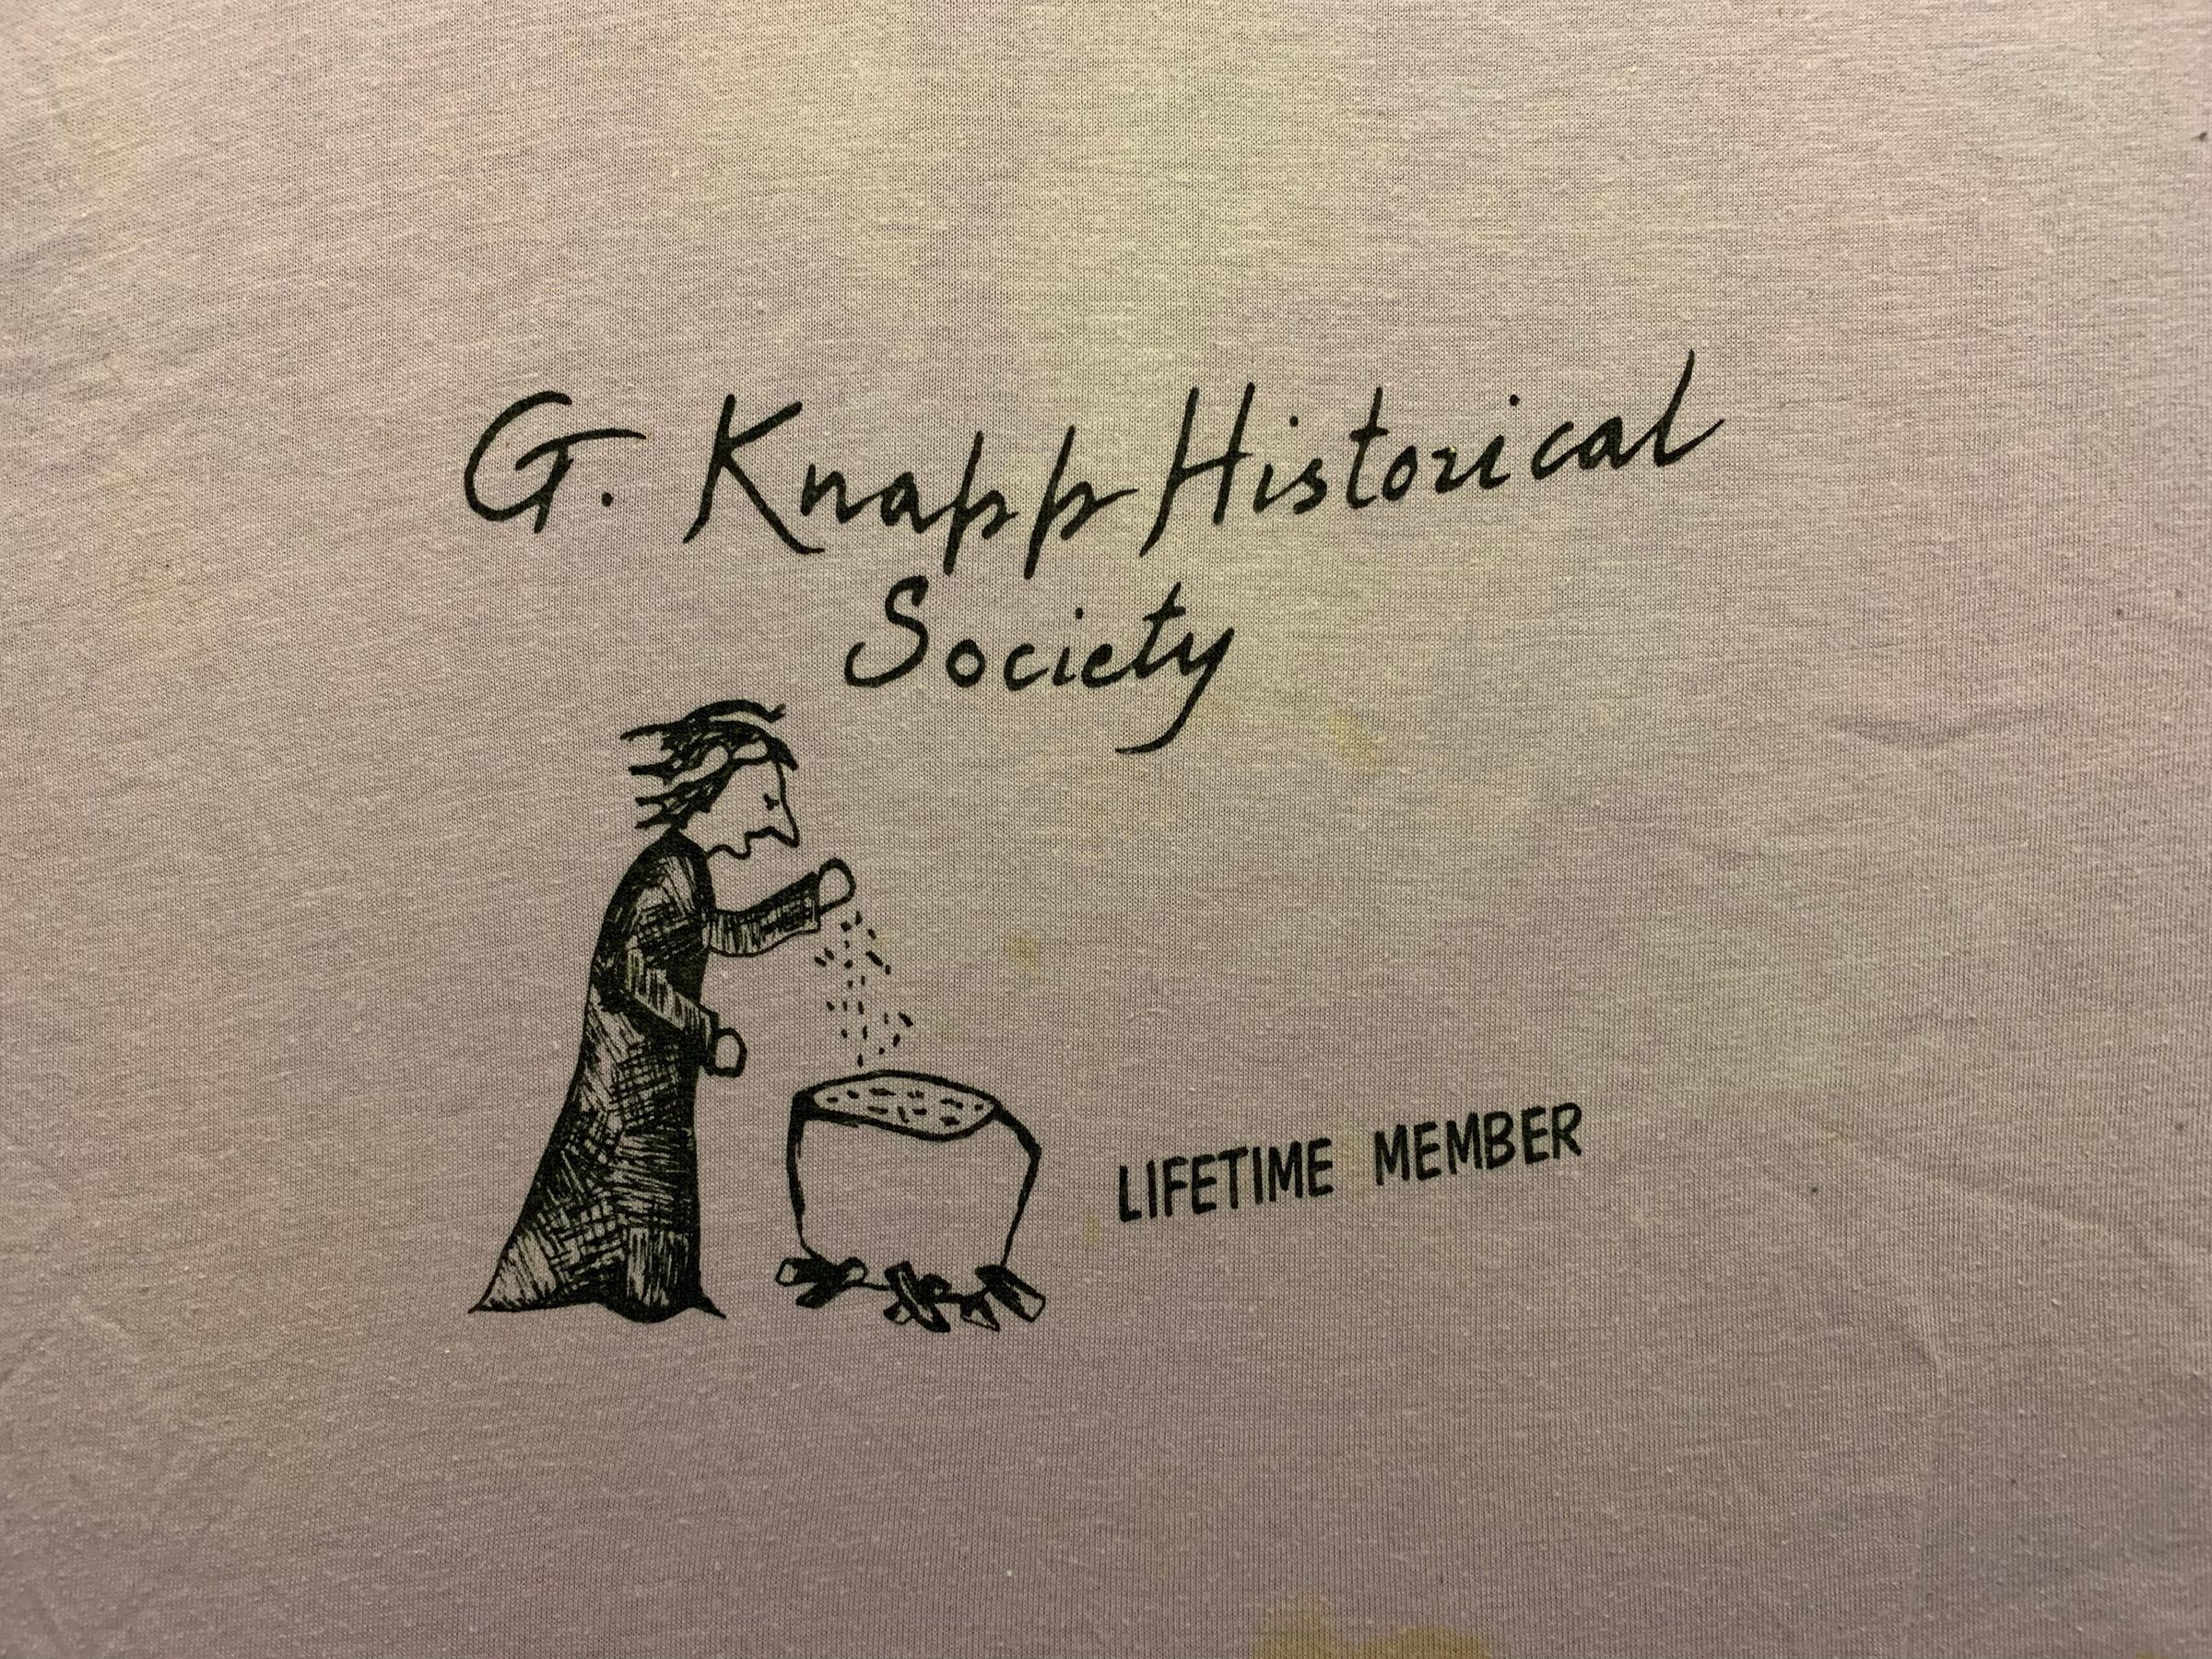 G. Knapp Historical
Society
LIFETIME MEMBER